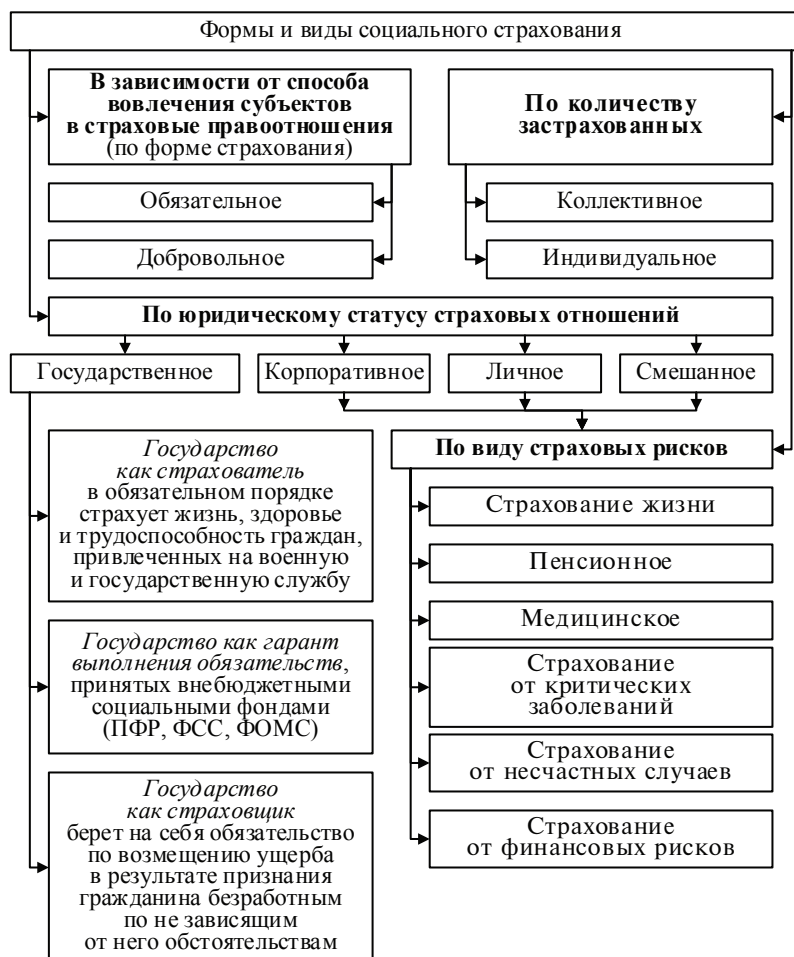 Формы и виды социального страхования
В зависимости от способа
вовлечения субъектов
в страховые правоотношения
(по форме страхования)
По количеству
застрахованных
Обязательное
Коллективное
Добровольное
Индивидуальное
По юридическому статусу страховых отношений
Государственное
Корпоративное
Личное
Смешанное
Государство
как страхователь
в обязательном порядке
страхует жизнь, здоровье
и трудоспособность граждан,
привлеченных на военную
и государственную службу
Государство как гарант
выполнения обязательств,
принятых внебюджетными
социальными фондами
(ПФР, ФСС, ФОМС)
Государство
как страховщик
берет на себя обязательство
по возмещению ущерба
в результате признания
гражданина безработным
по не зависящим
от него обстоятельствам
По виду страховых рисков
Страхование жизни
Пенсионное
Медицинское
Страхование
от критических
заболеваний
Страхование
от несчастных случаев
Страхование
от финансовых рисков